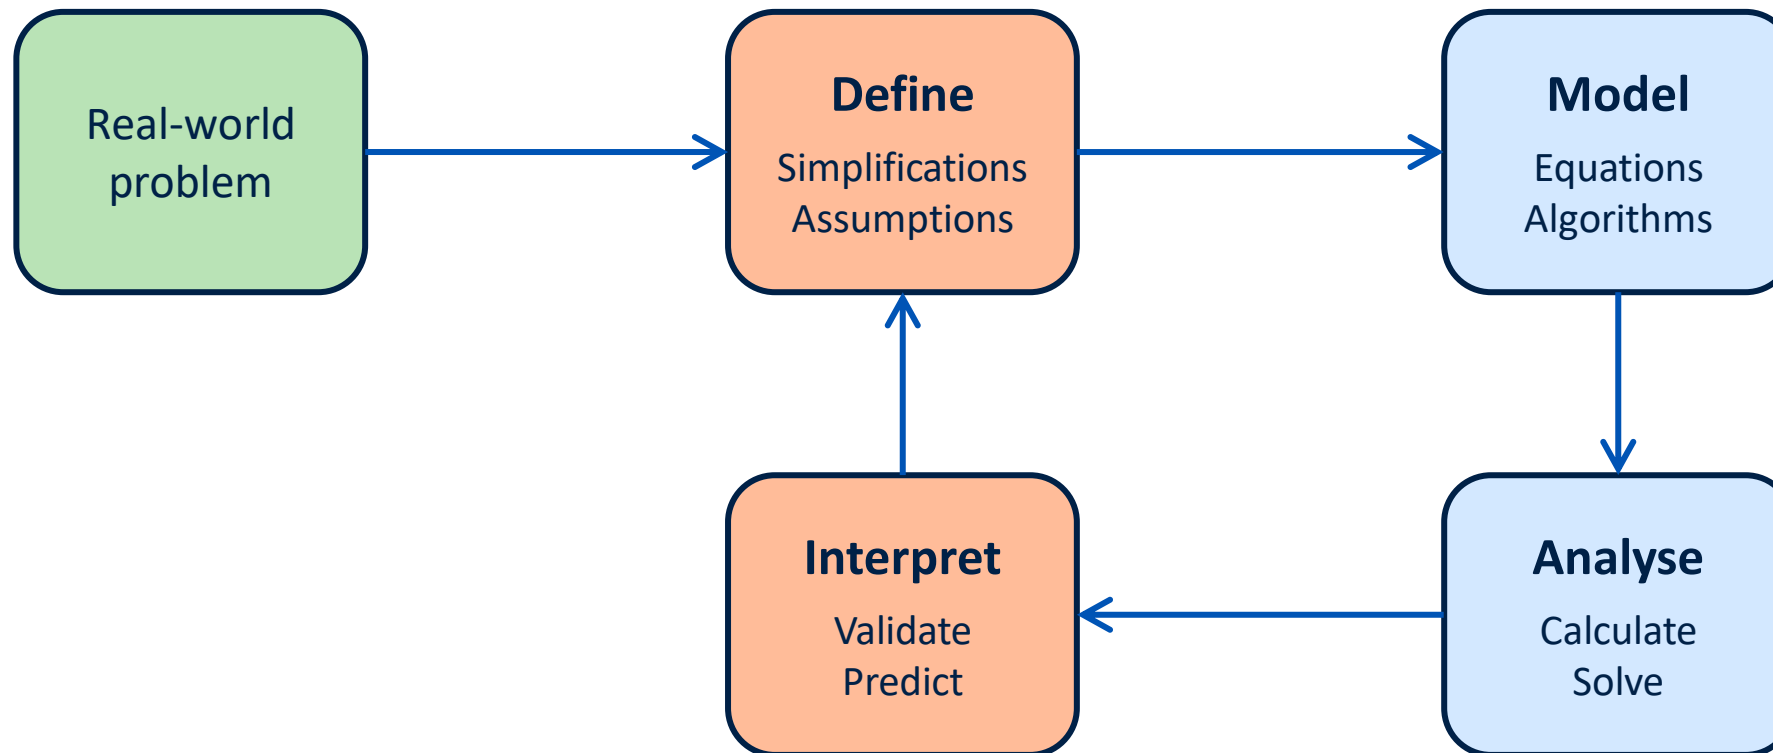 Real-world
problem
Define
Simplifications
Assumptions
Model
Equations
Algorithms
Interpret
Validate
Predict
Analyse
Calculate
Solve